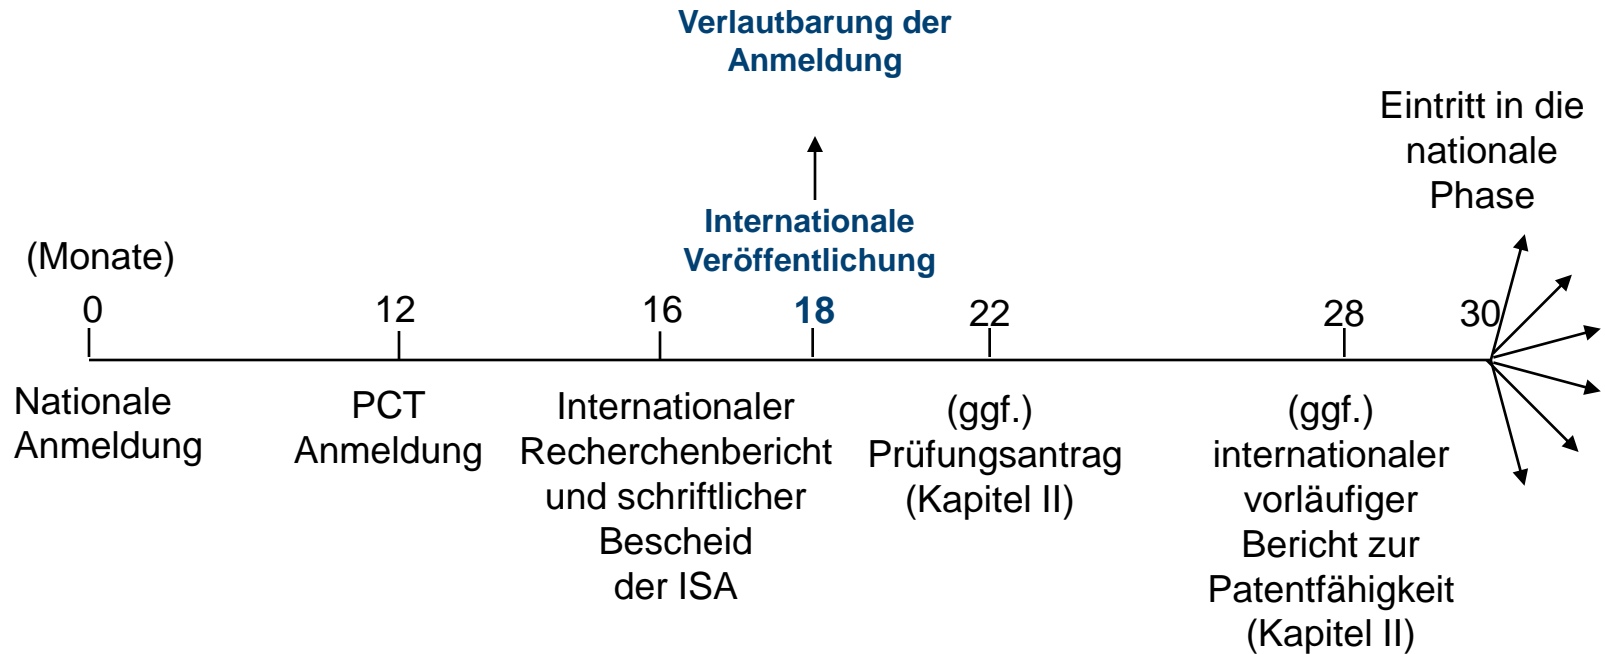 Verlautbarung der
Anmeldung
Eintritt in die
nationale
Phase
Internationale
Veröffentlichung
(Monate)
0
12
16
18
22
28
30
Nationale
Anmeldung
PCT
Anmeldung
Internationaler
Recherchenbericht
und schriftlicher
Bescheid
der ISA
(ggf.)
Prüfungsantrag
(Kapitel II)
(ggf.)
internationaler
vorläufiger
Bericht zur
Patentfähigkeit
(Kapitel II)